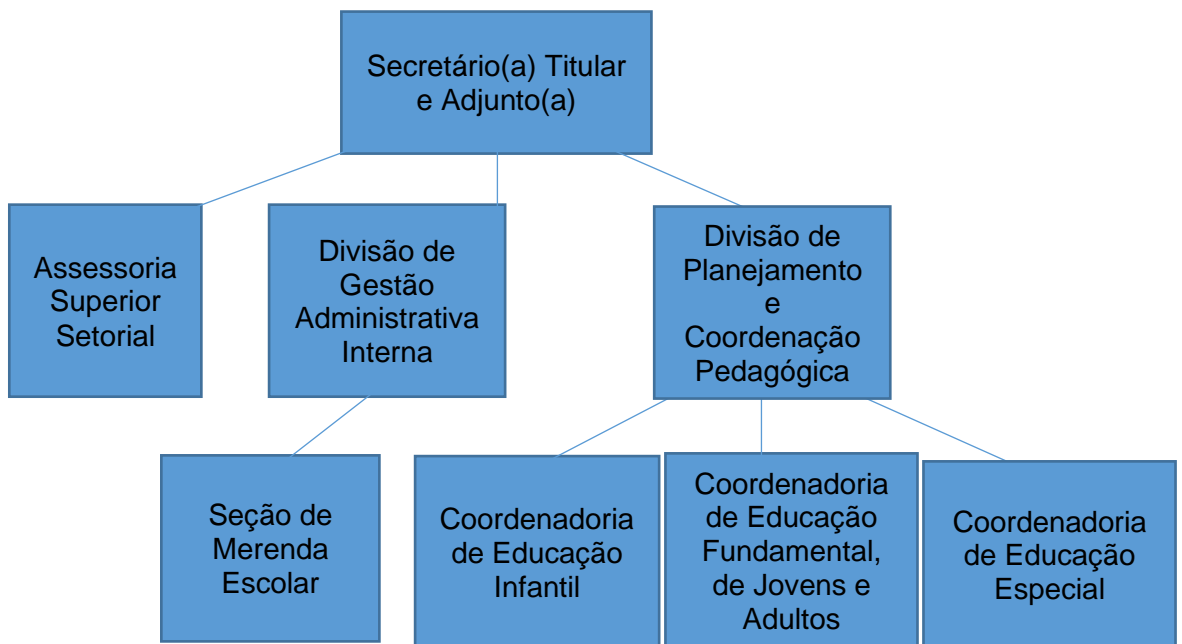 Secretário(a) Titular
e Adjunto(a)
Assessoria
Superior
Setorial
Divisão de
Gestão
Administrativa
Interna
Divisão de
Planejamento
e
Coordenação
Pedagógica
Seção de
Merenda
Escolar
Coordenadoria
de Educação
Infantil
Coordenadoria
de Educação
Fundamental,
de Jovens e
Adultos
Coordenadoria
de Educação
Especial